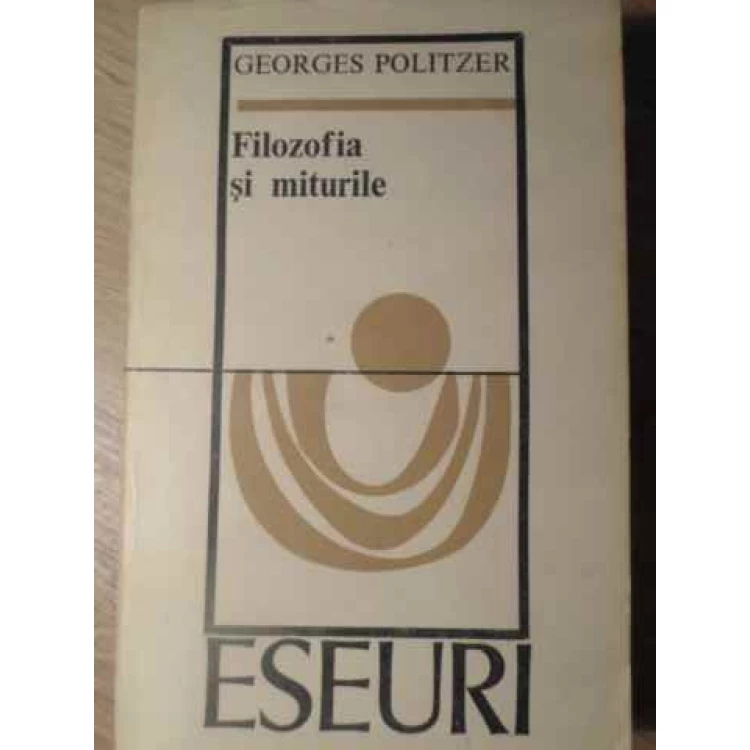 GEORGES POLITZER
Filozofia
și miturile
ESEURI